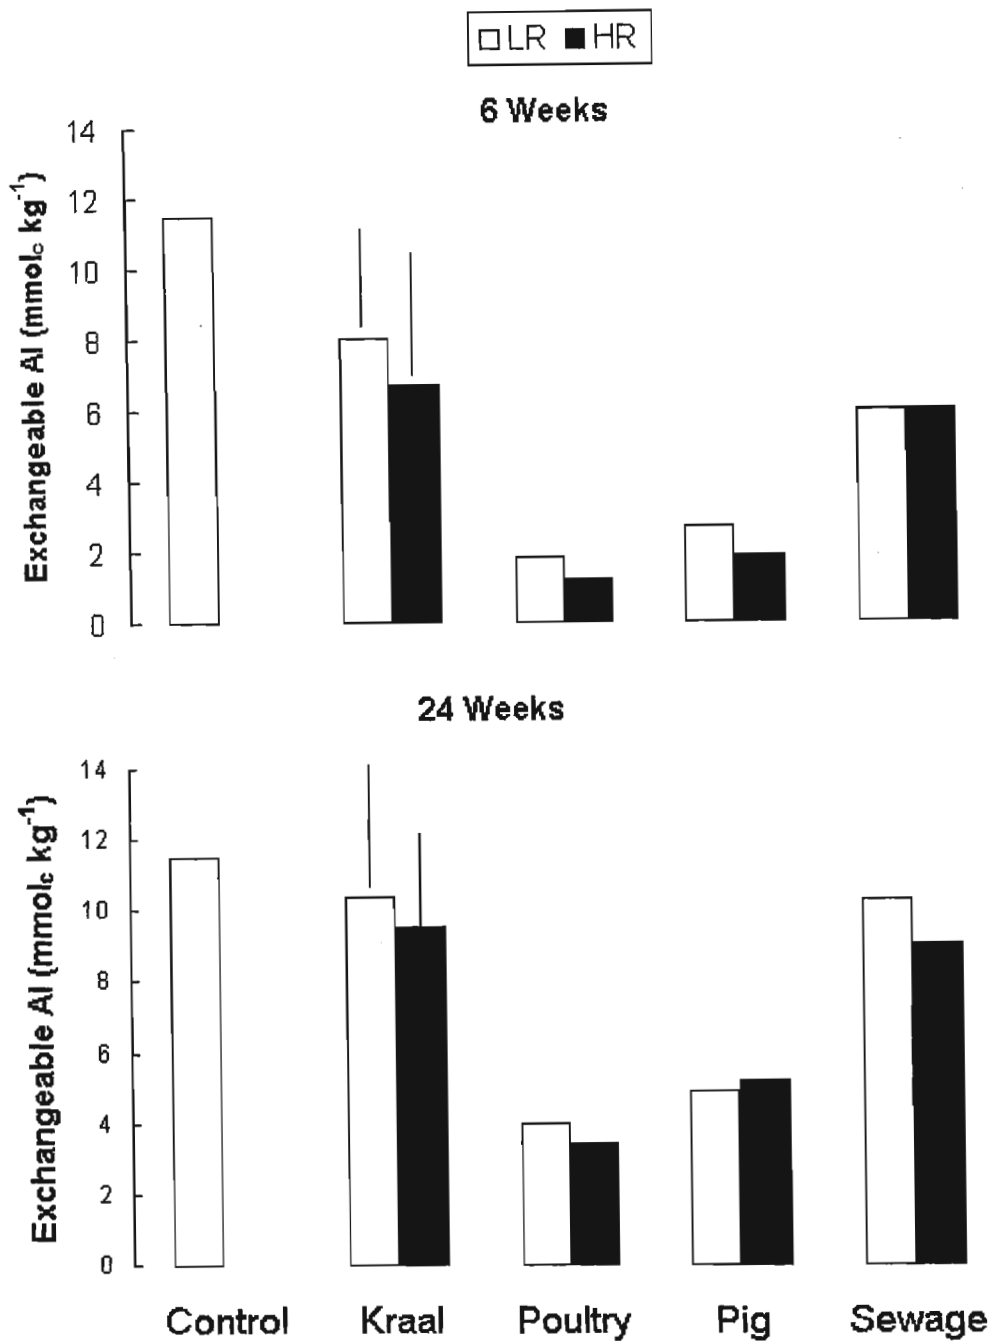 LR HR
6 Weeks
Exchangeable Al (mmolc kg-1)
14
12
10
8
6
4
2
0
24 Weeks
Exchangeable Al (mmolc kg-1)
14
12
10
8
6
4
2
0
Control Kraal Poultry Pig Sewage